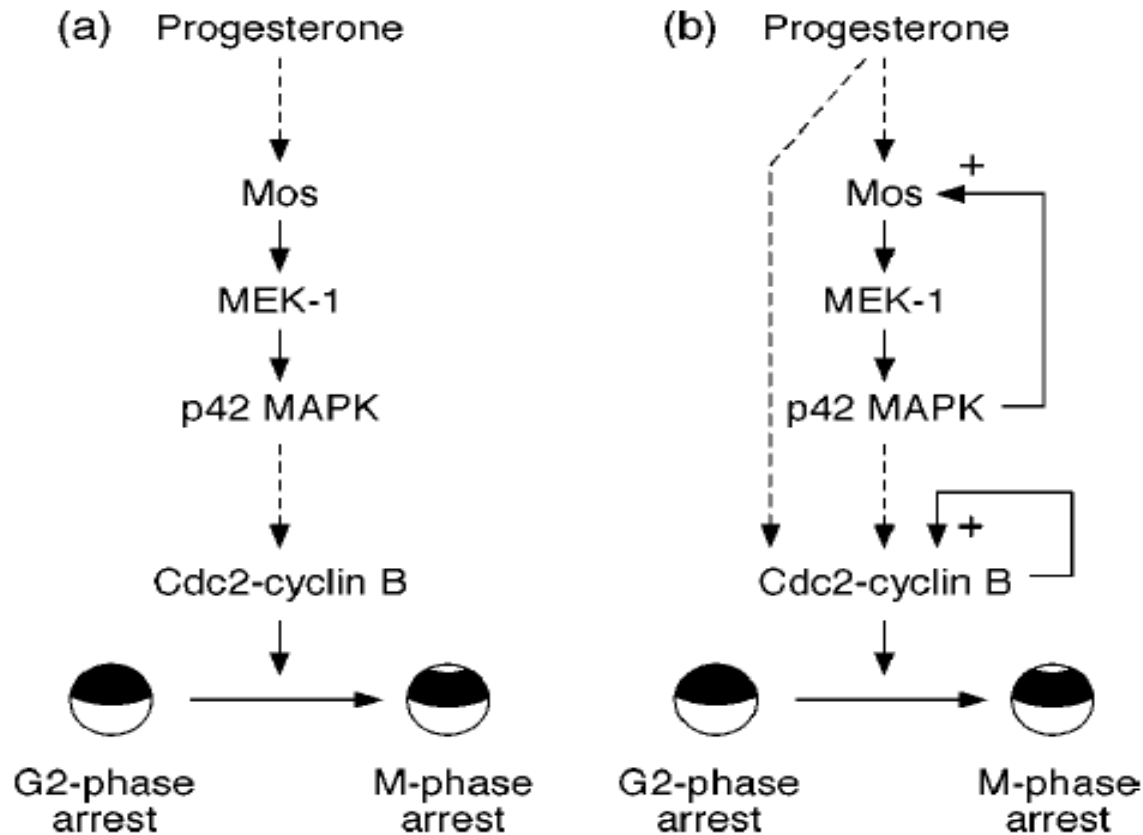 (a) Progesterone
Mos
MEK-1
p42 MAPK
Cdc2-cyclin B
G2-phase
arrest
M-phase
arrest
(b) Progesterone
+
Mos
MEK-1
p42 MAPK
+
Cdc2-cyclin B
G2-phase
arrest
M-phase
arrest